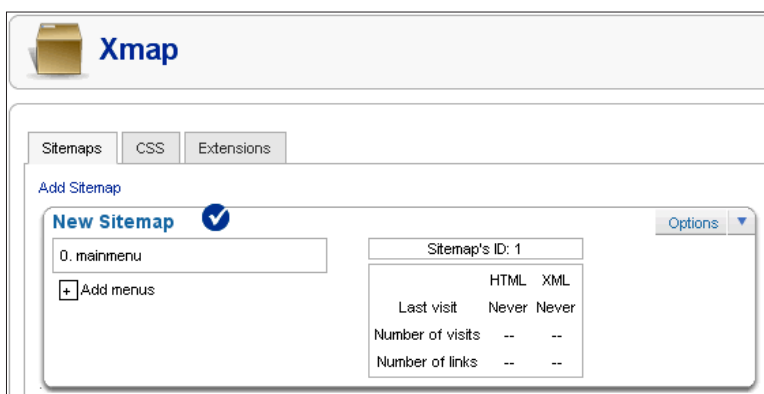 Xmap
Sitemaps CSS Extensions
Add Sitemap
New Sitemap Options
0. mainmenu
+ Add menus
Sitemap's ID: 1
HTML XML
Last visit Never Never
Number of visits -- --
Number of links -- --